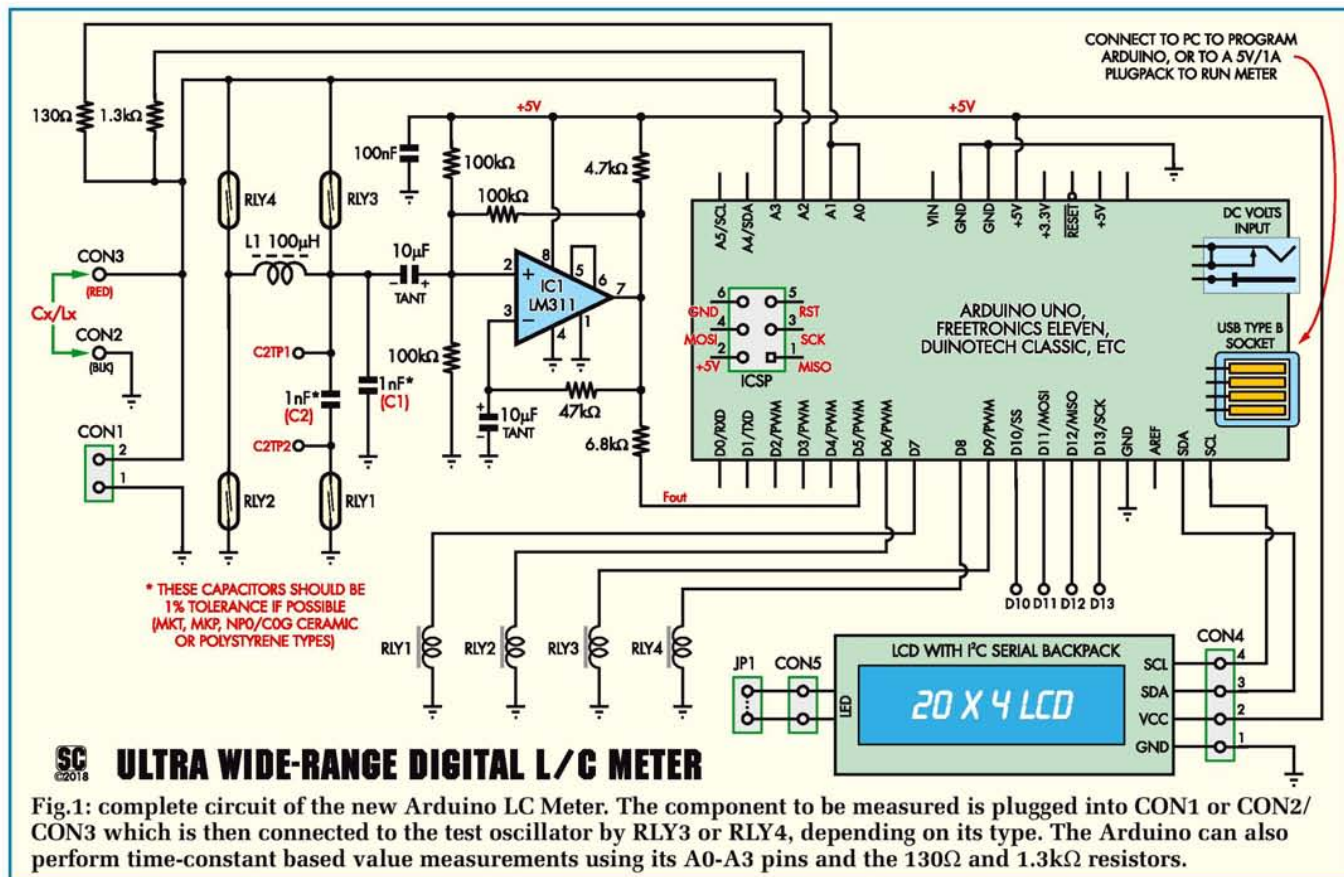 CONNECT TO PC TO PROGRAM
ARDUINO, OR TO A 5V/1A
PLUGPACK TO RUN METER
130Ω
1.3kΩ
+5V
+5V
100nF
100kΩ
4.7kΩ
100kΩ
RLY4
RLY3
L1 100µH
10µF
– +
TANT
CON3
(RED)
Cx/Lx
CON2
(BLK)
2
+
3
–
8
5
6
7
IC1
LM311
4
1
C2TP1
1nF*
(C2)
C2TP2
1nF*
(C1)
100kΩ
47kΩ
+
10µF
–
TANT
6.8kΩ
CON1
2
1
RLY2
RLY1
Fout
A5/SCL
A4/SDA
A3
A2
A1
A0
VIN
GND
GND
+5V
+3.3V
RESET
+5V
DC VOLTS
INPUT
6
GND
5
RST
4
MOSI
3
SCK
2
+5V
1
MISO
ICSP
ARDUINO UNO,
FREETRONICS ELEVEN,
DUINOTECH CLASSIC, ETC
USB TYPE B
SOCKET
D0/RXD
D1/TXD
D2/PWM
D3/PWM
D4/PWM
D5/PWM
D6/PWM
D7
D8
D9/PWM
D10/SS
D11/MOSI
D12/MISO
D13/SCK
GND
AREF
SDA
SCL
* THESE CAPACITORS SHOULD BE
1% TOLERANCE IF POSSIBLE
(MKT, MKP, NP0/C0G CERAMIC
OR POLYSTYRENE TYPES)
RLY1
RLY2
RLY3
RLY4
D10
D11
D12
D13
JP1
CON5
LED
LCD WITH I²C SERIAL BACKPACK
20 X 4 LCD
SCL
SDA
VCC
GND
CON4
4
3
2
1
SC
©2018
ULTRA WIDE-RANGE DIGITAL L/C METER
Fig.1: complete circuit of the new Arduino LC Meter. The component to be measured is plugged into CON1 or CON2/
CON3 which is then connected to the test oscillator by RLY3 or RLY4, depending on its type. The Arduino can also
perform time-constant based value measurements using its A0-A3 pins and the 130Ω and 1.3kΩ resistors.